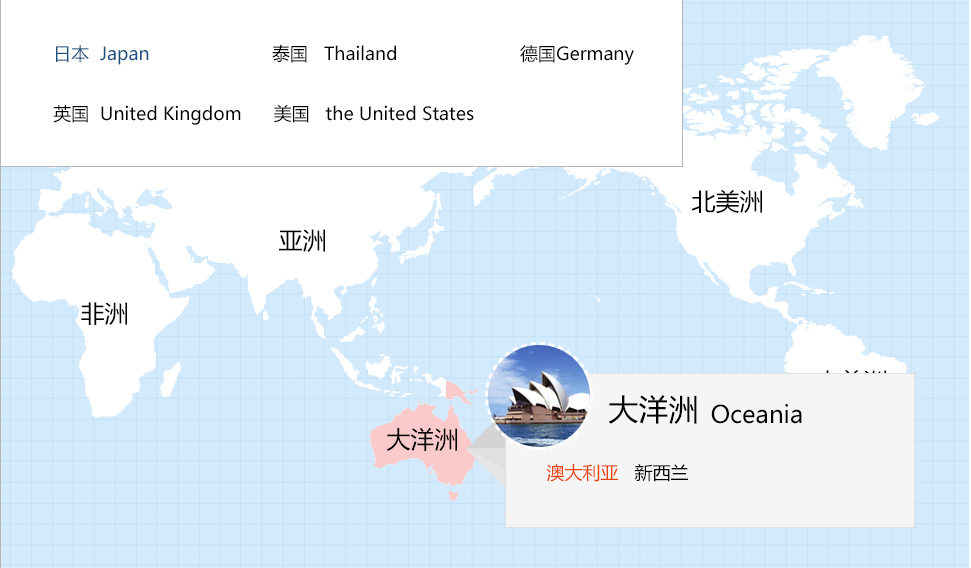 日本 Japan 泰国 Thailand 德国Germany
英国 United Kingdom 美国 the United States
北美洲
亚洲
非洲
大洋洲 Oceania
大洋洲
澳大利亚 新西兰